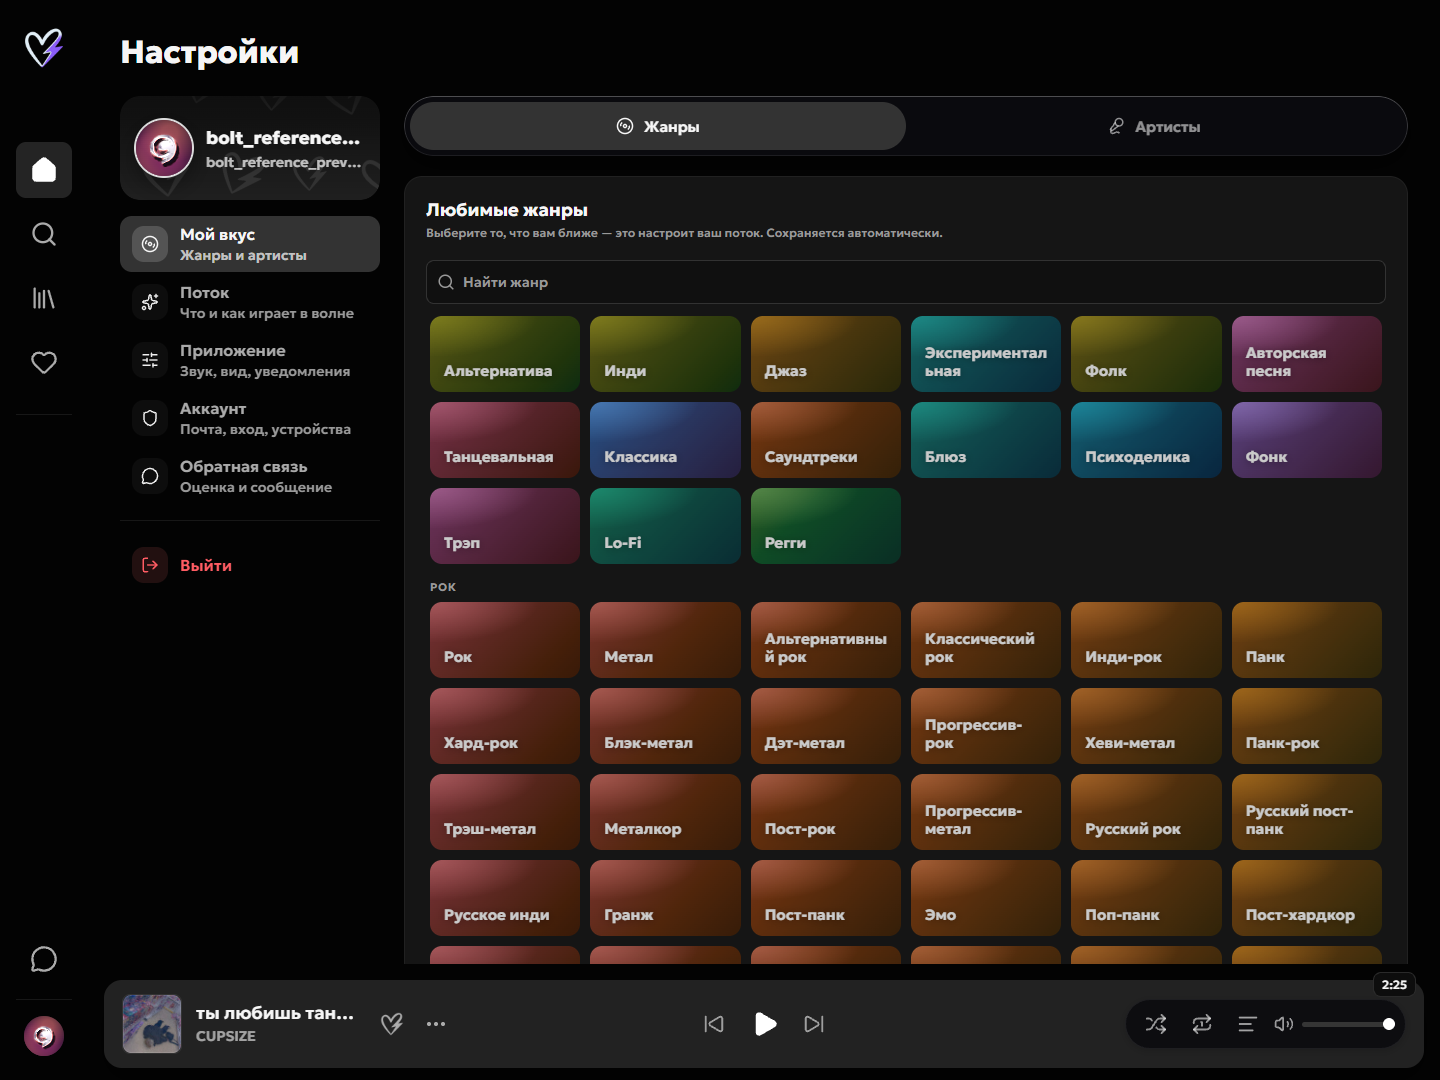 Настройки
bolt_reference...
bolt_reference_prev...
Мой вкус
Жанры и артисты
Поток
Что и как играет в волне
Приложение
Звук, вид, уведомления
Аккаунт
Почта, вход, устройства
Обратная связь
Оценка и сообщение
Выйти
Жанры
Артисты
Любимые жанры
Выберите то, что вам ближе — это настроит ваш поток. Сохраняется автоматически.
Найти жанр
Альтернатива
Инди
Джаз
Эксперимантал
ьная
Фолк
Авторская
песня
Танцевальная
Классика
Саундтреки
Блюз
Психоделика
Фонк
Трэп
Lo-Fi
Регги
РОК
Рок
Метал
Альтернативны
й рок
Классический
рок
Инди-рок
Панк
Хард-рок
Блэк-метал
Дэт-метал
Прогрессив-
рок
Хеви-метал
Панк-рок
Трэш-метал
Металкор
Пост-рок
Прогрессив-
метал
Русский рок
Русский пост-
панк
Русское инди
Гранж
Пост-панк
Эмо
Поп-панк
Пост-хардкор
ты любишь тан...
CUPSIZE
2:25